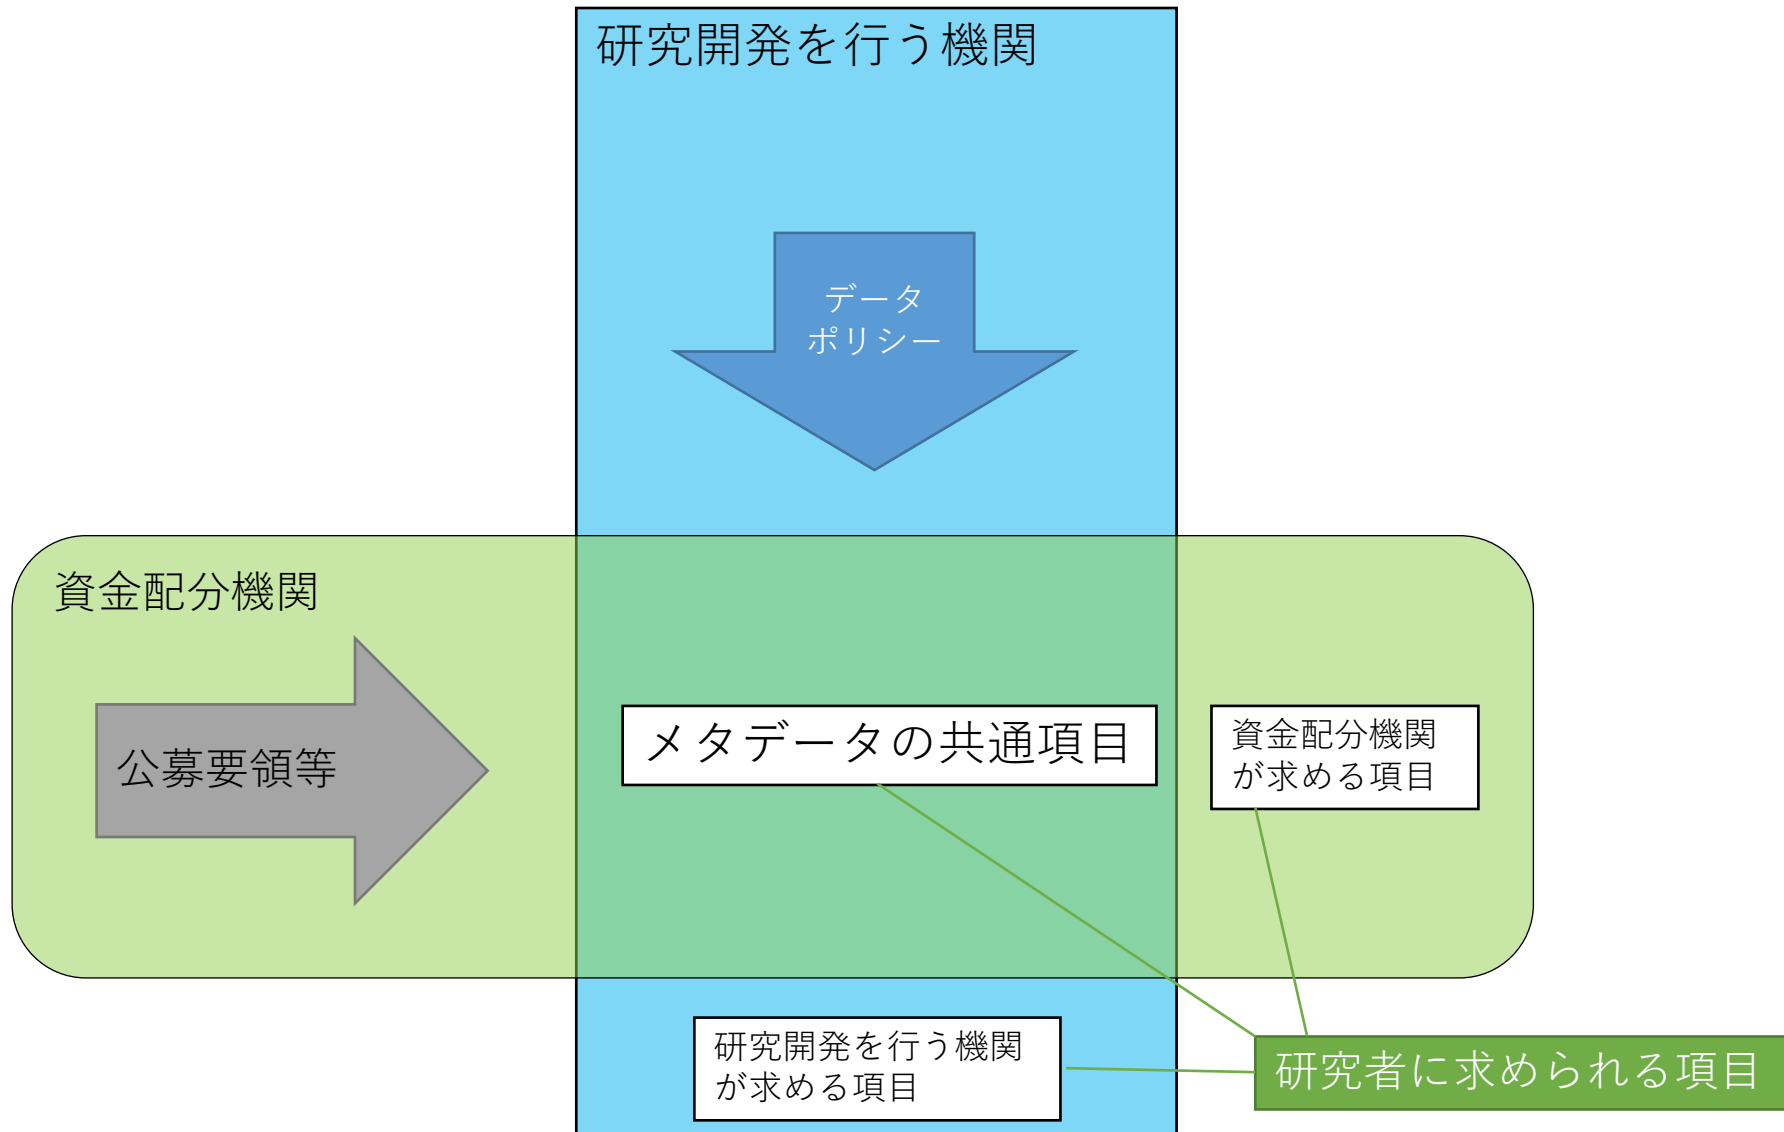 研究開発を行う機関
データ
ポリシー
資金配分機関
公募要領等
メタデータの共通項目
資金配分機関
が求める項目
研究開発を行う機関
が求める項目
研究者に求められる項目